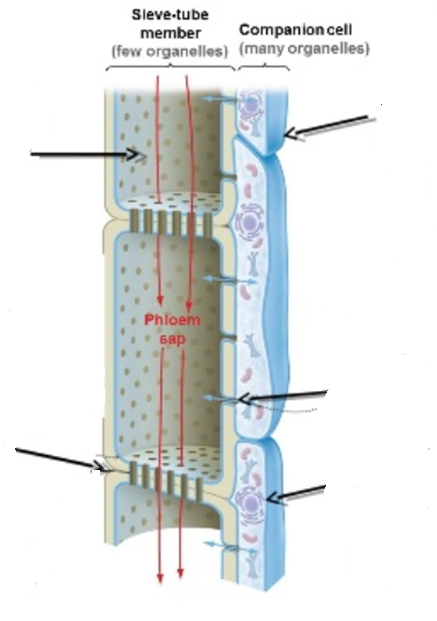 Sieve-tube
member
(few organelles)
Companion cell
(many organelles)
Phloem
sap